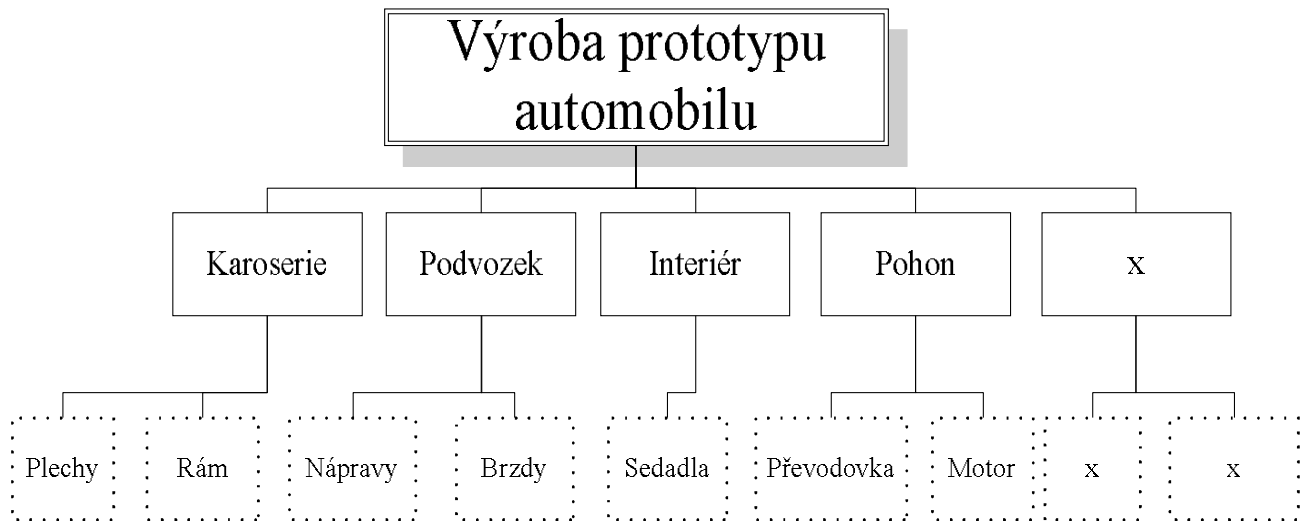 Výroba prototypu
automobilu
Karoserie
Podvozek
Interiér
Pohon
x
Plechy
Rám
Nápravy
Brzdy
Sedadla
Převodovka
Motor
x
x